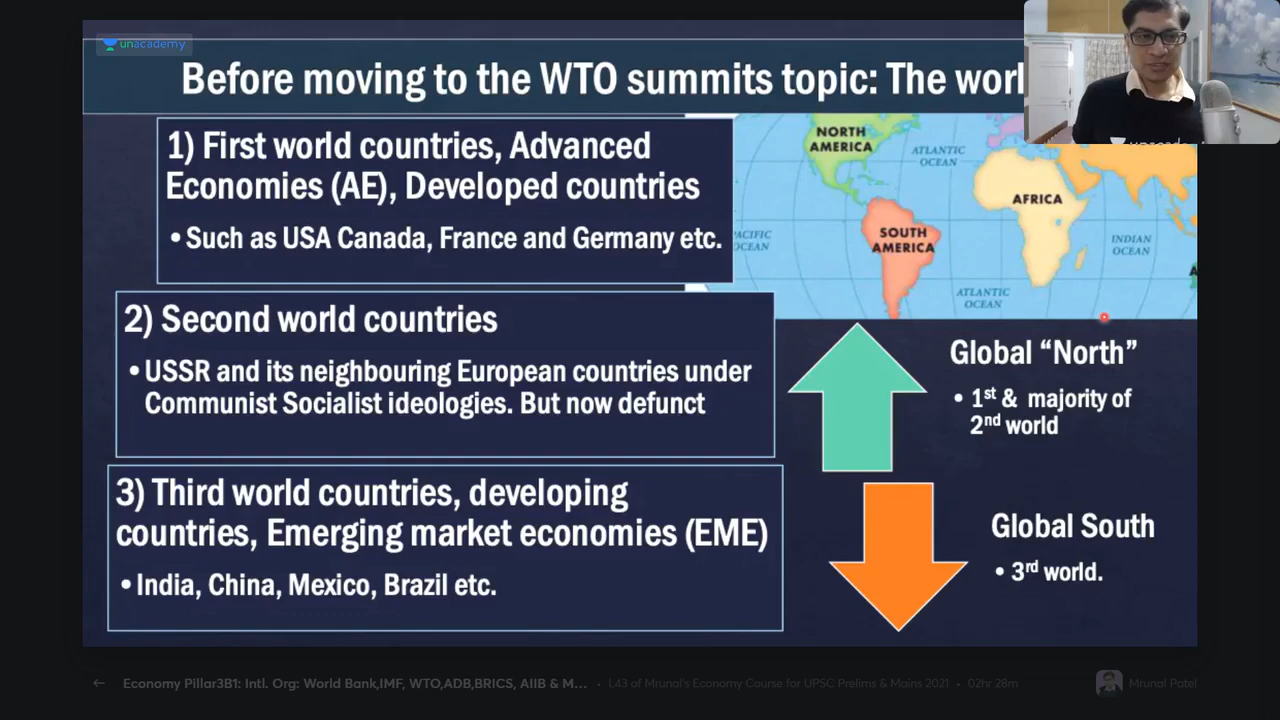 unacademy
Before moving to the WTO summits topic: The worl
1) First world countries, Advanced
Economies (AE), Developed countries
• Such as USA Canada, France and Germany etc.
2) Second world countries
• USSR and its neighbouring European countries under
Communist Socialist ideologies. But now defunct
3) Third world countries, developing
countries, Emerging market economies (EME)
• India, China, Mexico, Brazil etc.
NORTH
AMERICA
ATLANTIC
OCEAN
AFRICA
PACIFIC
OCEAN
SOUTH
AMERICA
INDIAN
OCEAN
A
ATLANTIC
OCEAN
Global “North”
• 1st & majority of
2nd world
Global South
• 3rd world.
← Economy Pillar3B1: Intl. Org: World Bank,IMF, WTO,ADB,BRICS, AIIB & M... • L43 of Mrunal's Economy Course for UPSC Prelims & Mains 2021 • 02hr 28m
Mrunal Patel